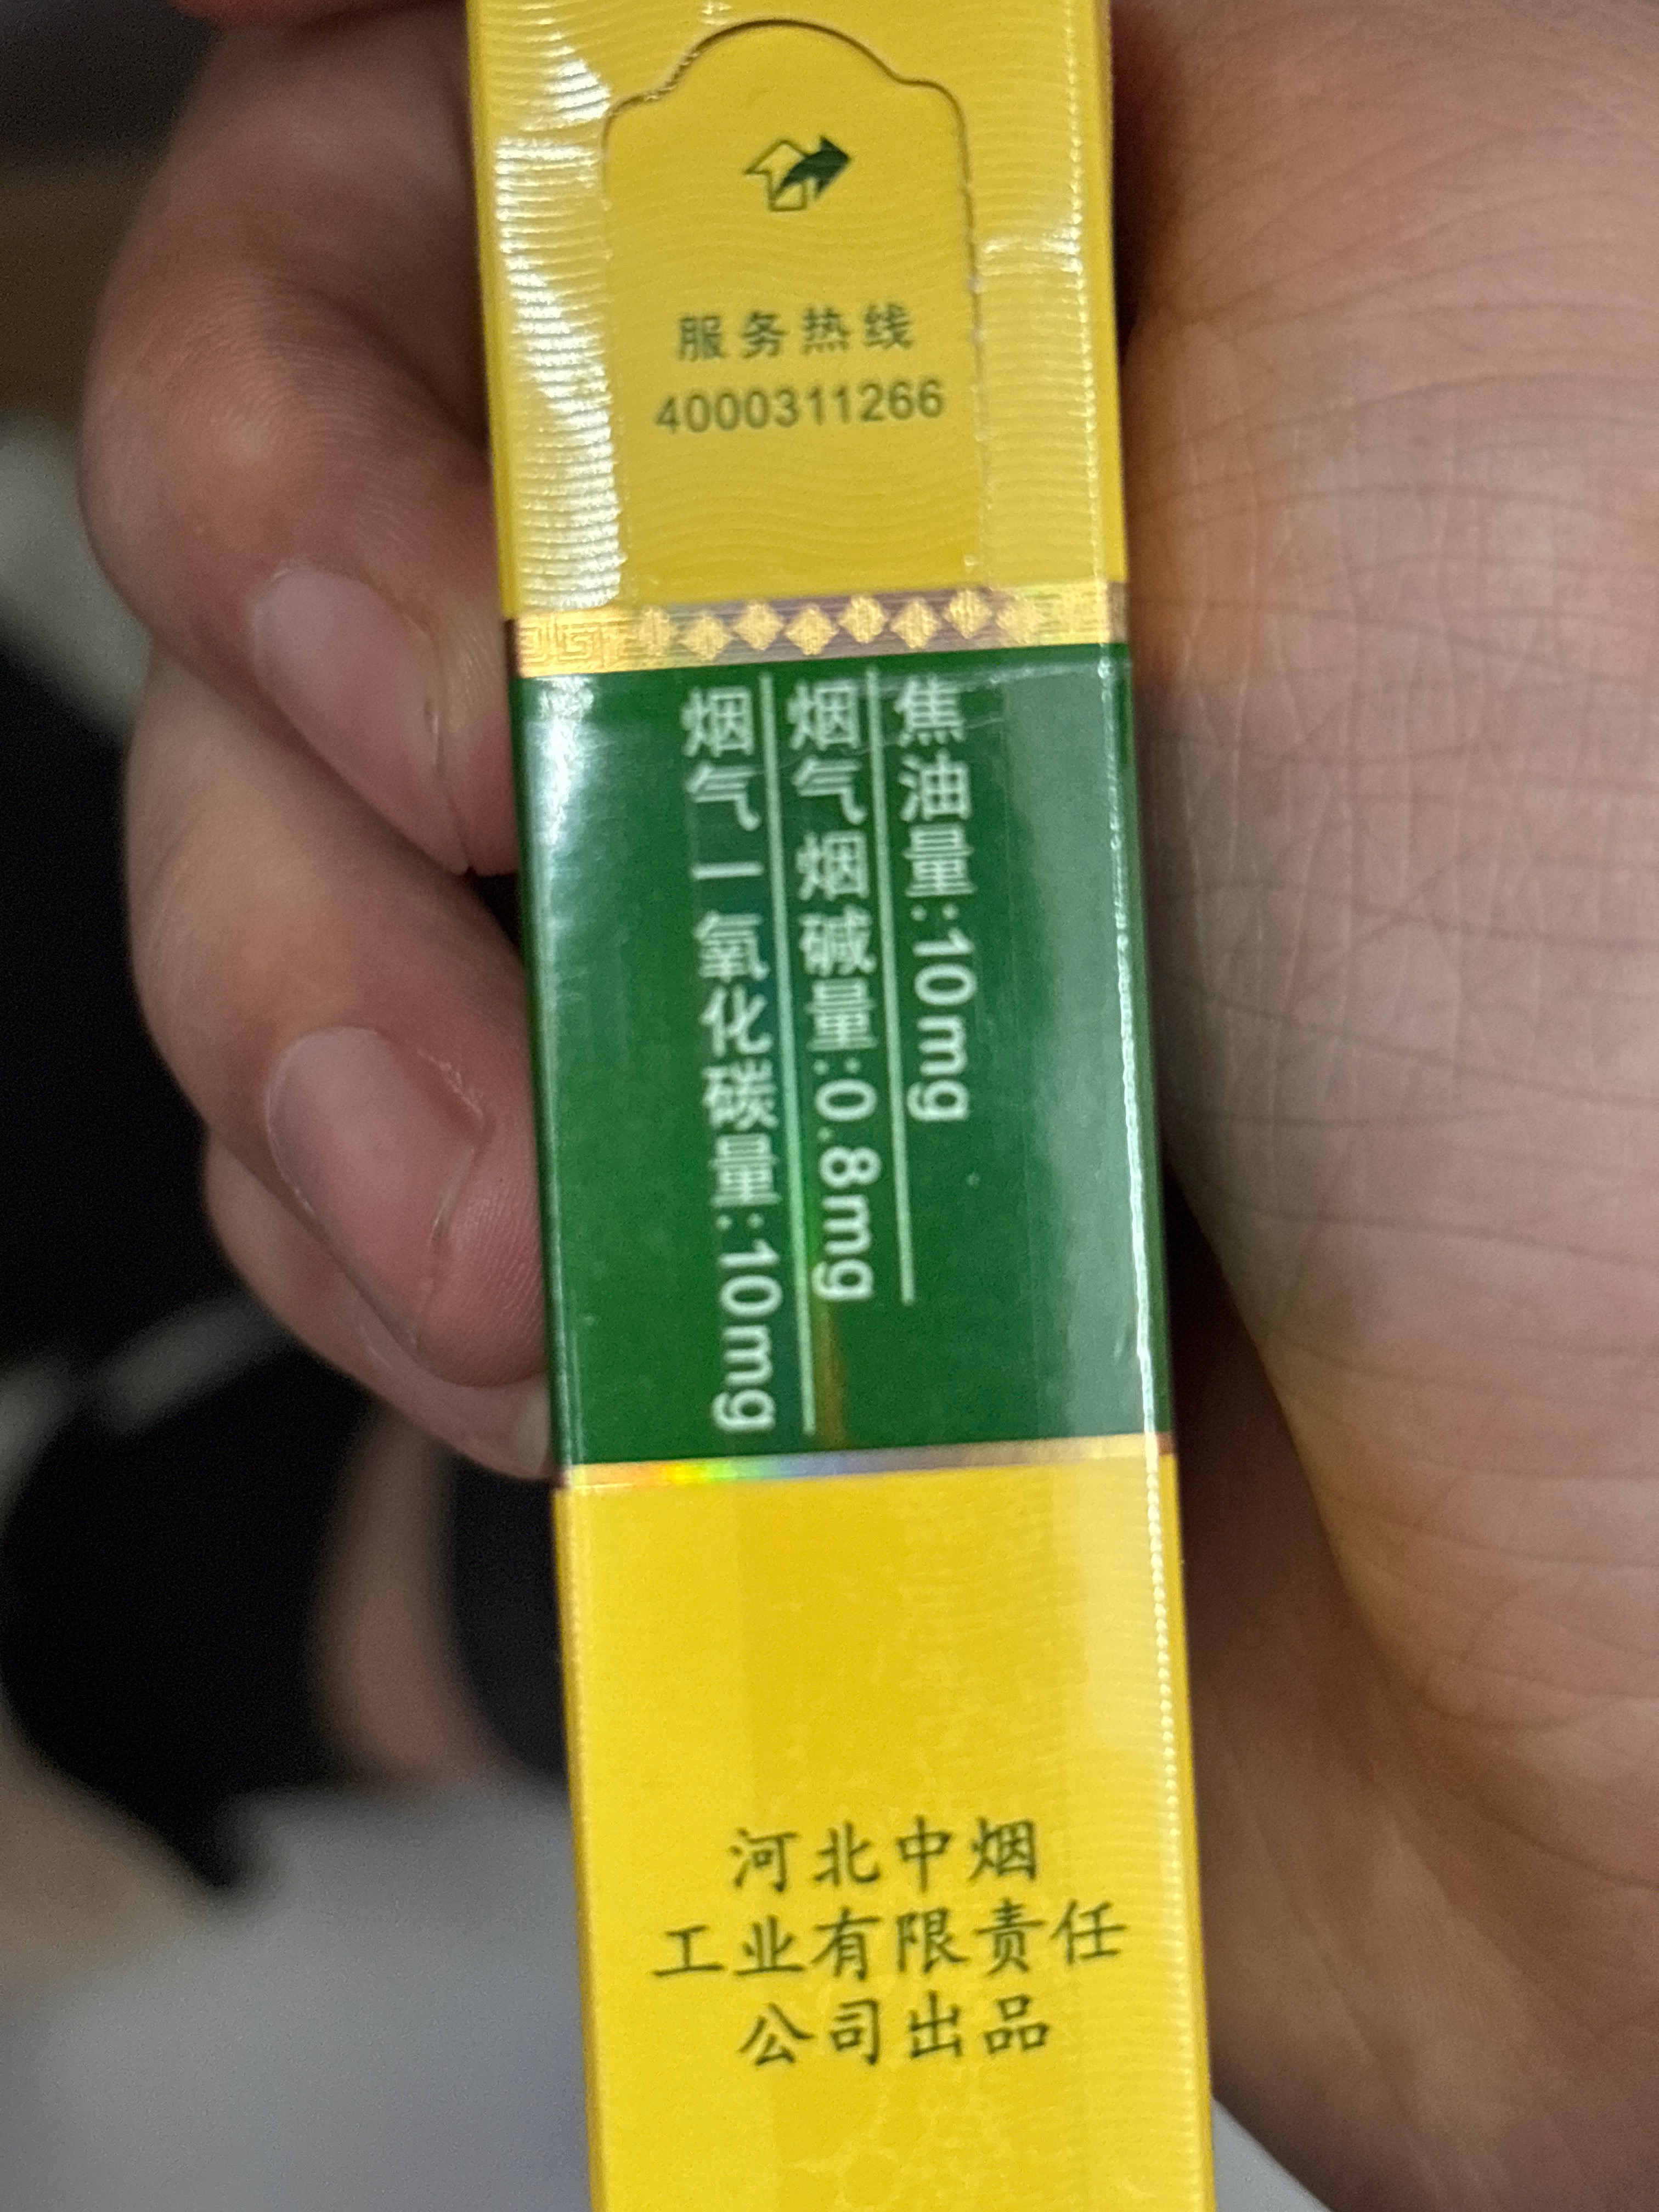 服务热线
4000311266
焦油量:10mg
烟气烟碱量:0.8mg
烟气一氧化碳量:10mg
河北中烟
工业有限责任
公司出品